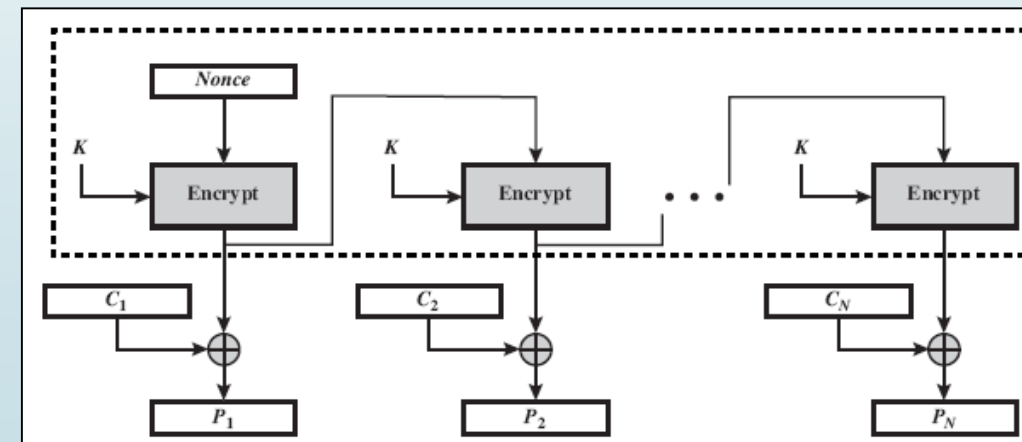 Nonce
K K K
Encrypt Encrypt • • • Encrypt
C1 C2 CN
P1 P2 PN